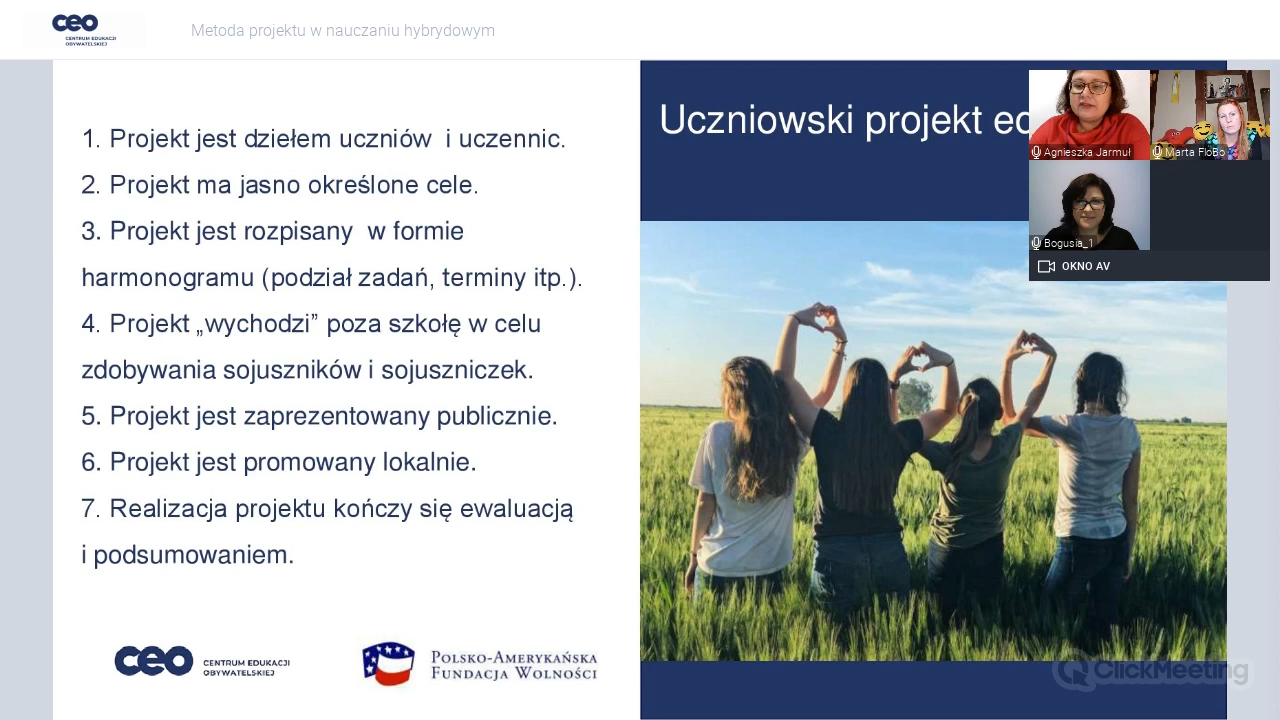 ceo
CENTRUM EDUKACJI
OBYWATELSKIEJ
Metoda projektu w nauczaniu hybrydowym
1. Projekt jest dziełem uczniów i uczennic.
2. Projekt ma jasno określone cele.
3. Projekt jest rozpisany w formie
harmonogramu (podział zadań, terminy itp.).
4. Projekt „wychodzi” poza szkołę w celu
zdobywania sojuszników i sojuszniczek.
5. Projekt jest zaprezentowany publicznie.
6. Projekt jest promowany lokalnie.
7. Realizacja projektu kończy się ewaluacją
i podsumowaniem.
ceo
CENTRUM EDUKACJI
OBYWATELSKIEJ
POLSKO-AMERYKAŃSKA
FUNDACJA WOLNOŚCI
Uczniowski projekt
Agnieszka Jarmuł
Marta FloBo
Bogusia_1
OKNO AV
ClickMeeting